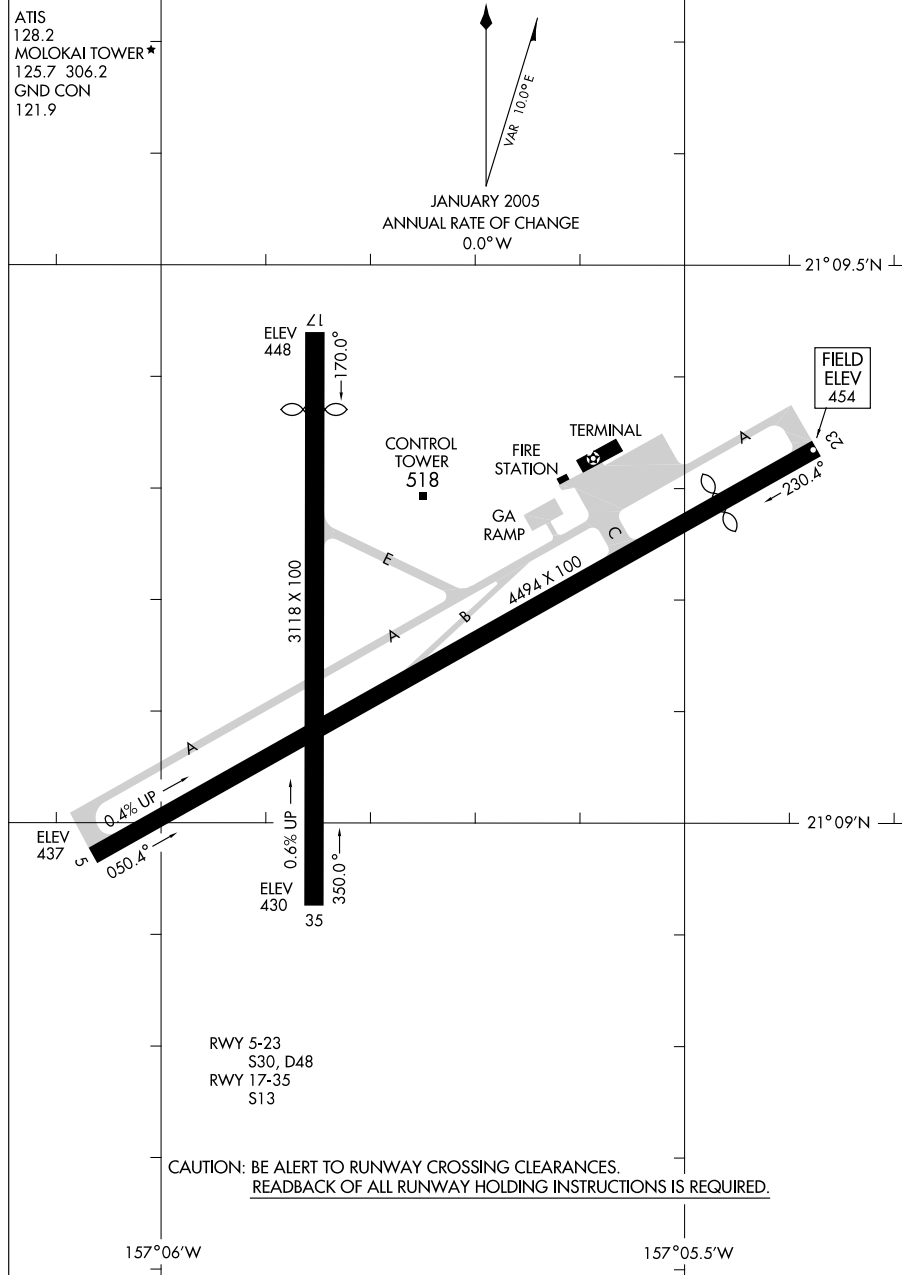 ATIS
128.2
MOLOKAI TOWER★
125.7 306.2
GND CON
121.9
VAR 10.0° E
JANUARY 2005
ANNUAL RATE OF CHANGE
0.0° W
21°09.5'N
17
ELEV
448
170.0°
FIELD
ELEV
454
CONTROL
TOWER
518
FIRE
STATION
TERMINAL
A
23
230.4°
GA
RAMP
C
E
3118 X 100
4494 X 100
A
B
A
0.4% UP
050.4°
ELEV
437
5
0.6% UP
350.0°
21°09'N
ELEV
430
35
RWY 5-23
S30, D48
RWY 17-35
S13
CAUTION: BE ALERT TO RUNWAY CROSSING CLEARANCES.
READBACK OF ALL RUNWAY HOLDING INSTRUCTIONS IS REQUIRED.
157°06'W
157°05.5'W